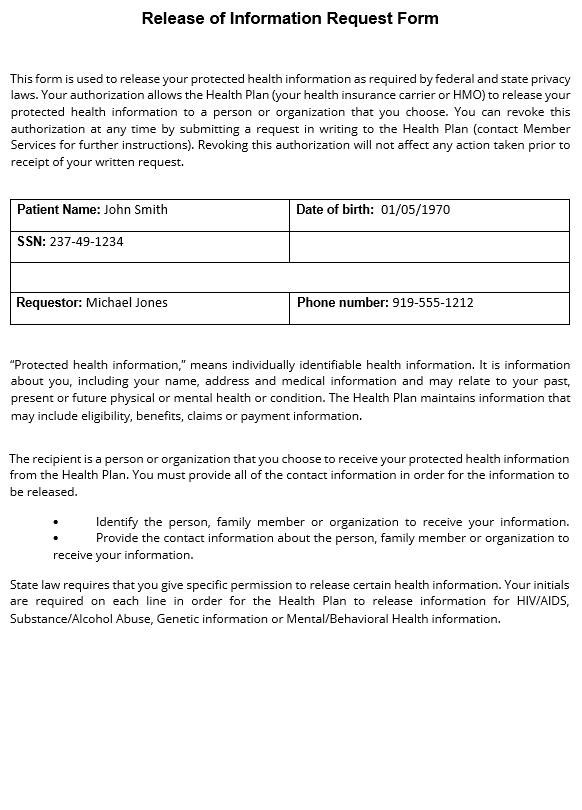 Release of Information Request Form
This form is used to release your protected health information as required by federal and state privacy
laws. Your authorization allows the Health Plan (your health insurance carrier or HMO) to release your
protected health information to a person or organization that you choose. You can revoke this
authorization at any time by submitting a request in writing to the Health Plan (contact Member
Services for further instructions). Revoking this authorization will not affect any action taken prior to
receipt of your written request.
Patient Name: John Smith Date of birth: 01/05/1970
SSN: 237-49-1234
Requestor: Michael Jones Phone number: 919-555-1212
“Protected health information,” means individually identifiable health information. It is information
about you, including your name, address and medical information and may relate to your past,
present or future physical or mental health or condition. The Health Plan maintains information that
may include eligibility, benefits, claims or payment information.
The recipient is a person or organization that you choose to receive your protected health information
from the Health Plan. You must provide all of the contact information in order for the information to
be released.
• Identify the person, family member or organization to receive your information.
• Provide the contact information about the person, family member or organization to
receive your information.
State law requires that you give specific permission to release certain health information. Your initials
are required on each line in order for the Health Plan to release information for HIV/AIDS,
Substance/Alcohol Abuse, Genetic information or Mental/Behavioral Health information.